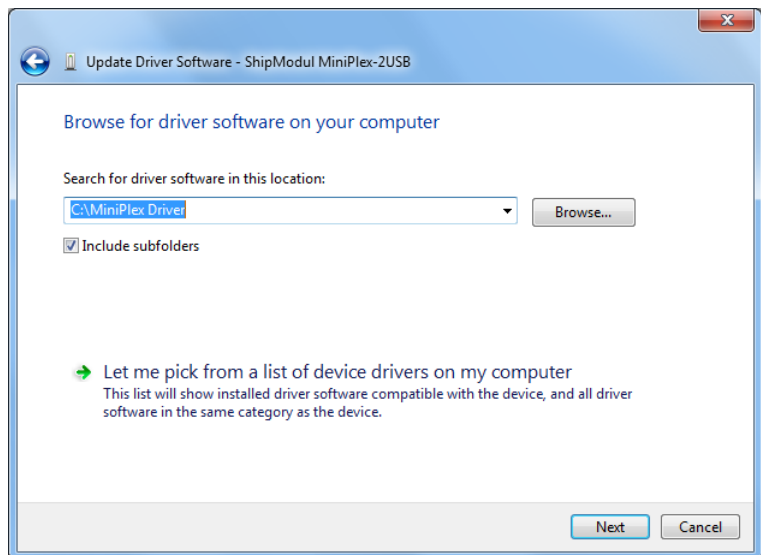 Update Driver Software - ShipModul MiniPlex-2USB
Browse for driver software on your computer
Search for driver software in this location:
C:\MiniPlex Driver
Browse...
Include subfolders
Let me pick from a list of device drivers on my computer
This list will show installed driver software compatible with the device, and all driver
software in the same category as the device.
Next
Cancel